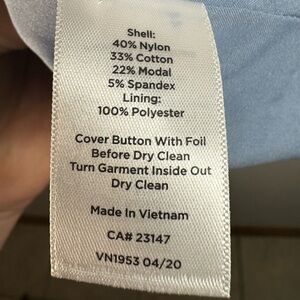 Shell:
40% Nylon
33% Cotton
22% Modal
5% Spandex
Lining:
100% Polyester
Cover Button With Foil
Before Dry Clean
Turn Garment Inside Out
Dry Clean
Made in Vietnam
CA# 23147
VN1953 04/20